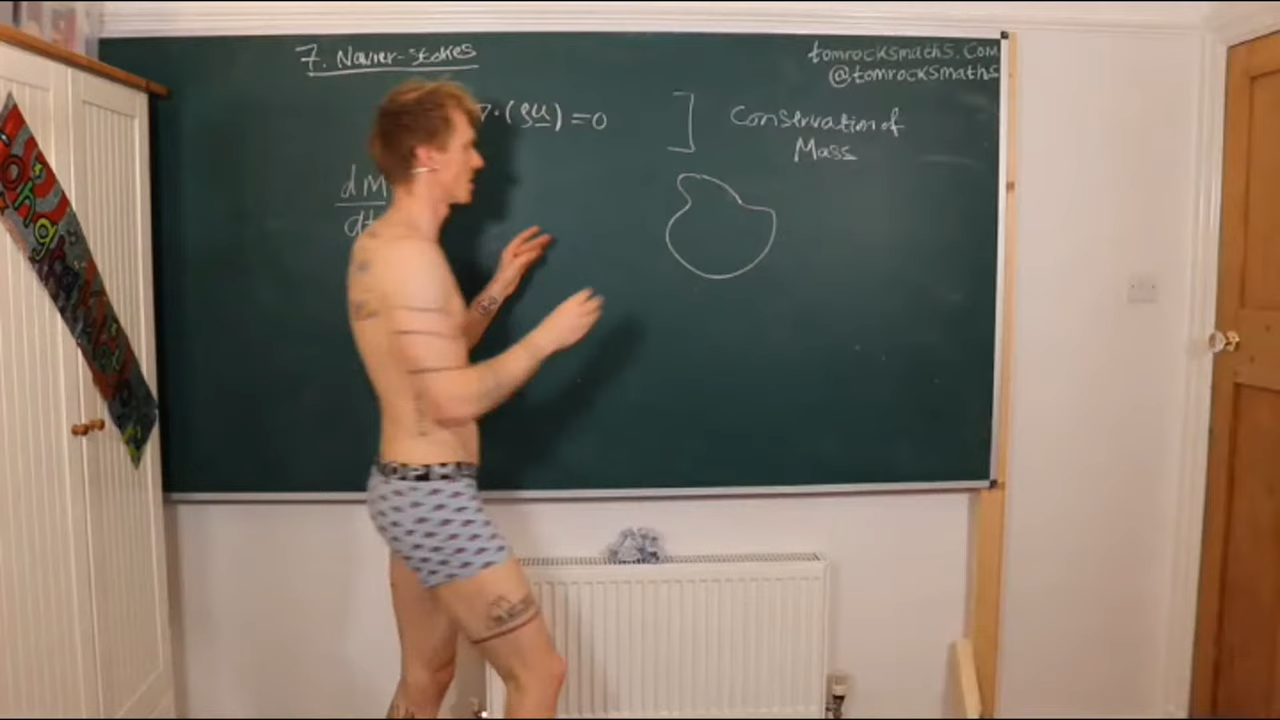 7. Navier-Stokes
tomrocksmaths.com
@tomrocksmaths
∇·(ρu) = 0
Conservation of
Mass
dM
dt